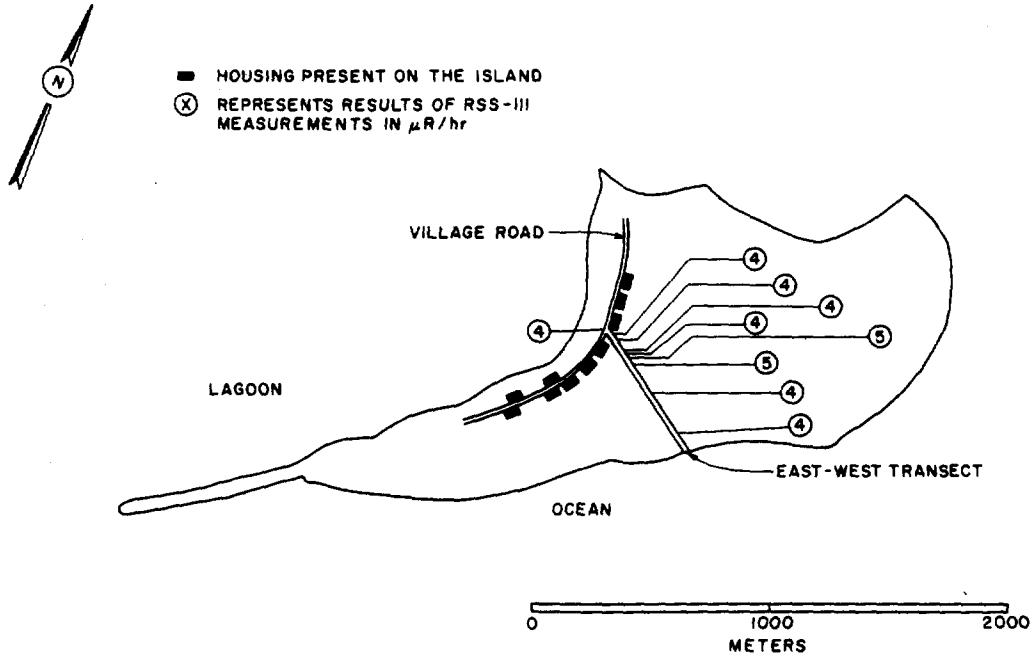 N
HOUSING PRESENT ON THE ISLAND
X REPRESENTS RESULTS OF RSS-111
MEASUREMENTS IN μR/hr
VILLAGE ROAD
4
4
4
4
4
5
LAGOON
5
4
4
EAST-WEST TRANSECT
OCEAN
0 1000 2000
METERS